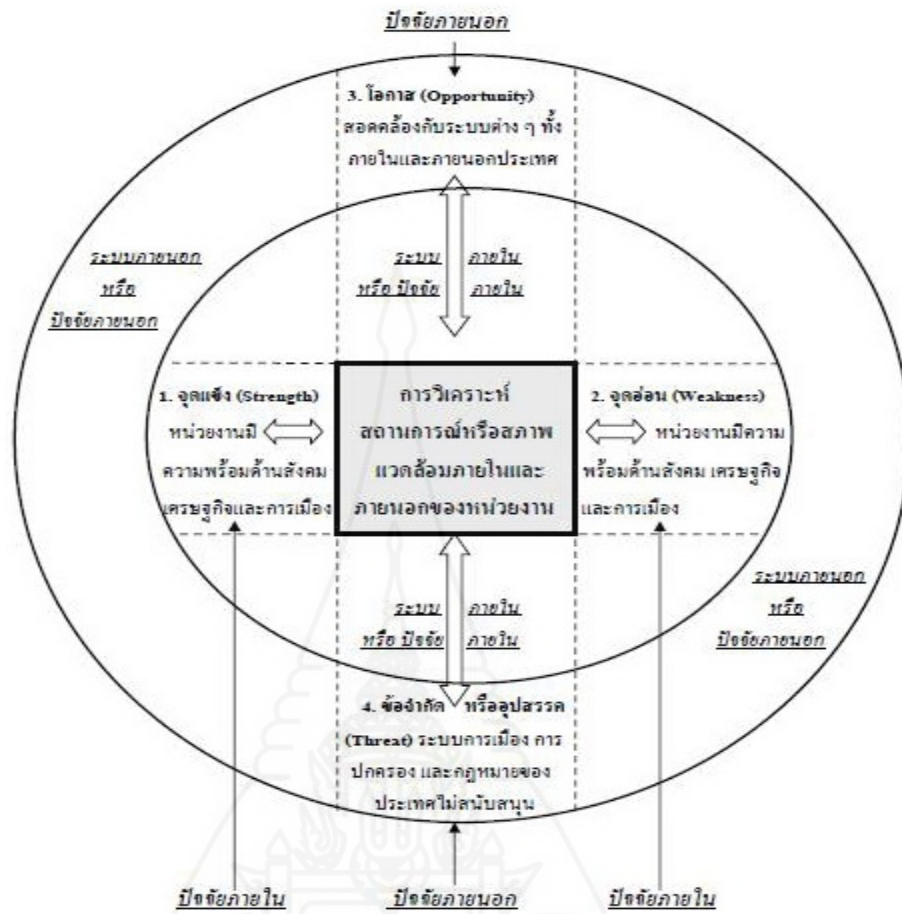 ปัจจัยภายนอก
3. โอกาส (Opportunity)
สอดคล้องกับระบบต่าง ๆ ทั้ง
ภายในและภายนอกประเทศ
ระบบภายนอก
หรือ
ปัจจัยภายนอก
ระบบ ภายใน
หรือ ปัจจัย ภายใน
1. จุดแข็ง (Strength)
หน่วยงานมี
ความพร้อมด้านสังคม
เศรษฐกิจและการเมือง
การวิเคราะห์
สถานการณ์หรือสภาพ
แวดล้อมภายในและ
ภายนอกของหน่วยงาน
2. จุดอ่อน (Weakness)
หน่วยงานมีความ
พร้อมด้านสังคม เศรษฐกิจ
และการเมือง
ระบบ ภายใน
หรือ ปัจจัย ภายใน
ระบบภายนอก
หรือ
ปัจจัยภายนอก
4. ข้อจำกัด หรืออุปสรรค
(Threat) ระบบการเมือง การ
ปกครอง และกฎหมายของ
ประเทศไม่สนับสนุน
ปัจจัยภายใน
ปัจจัยภายนอก
ปัจจัยภายใน